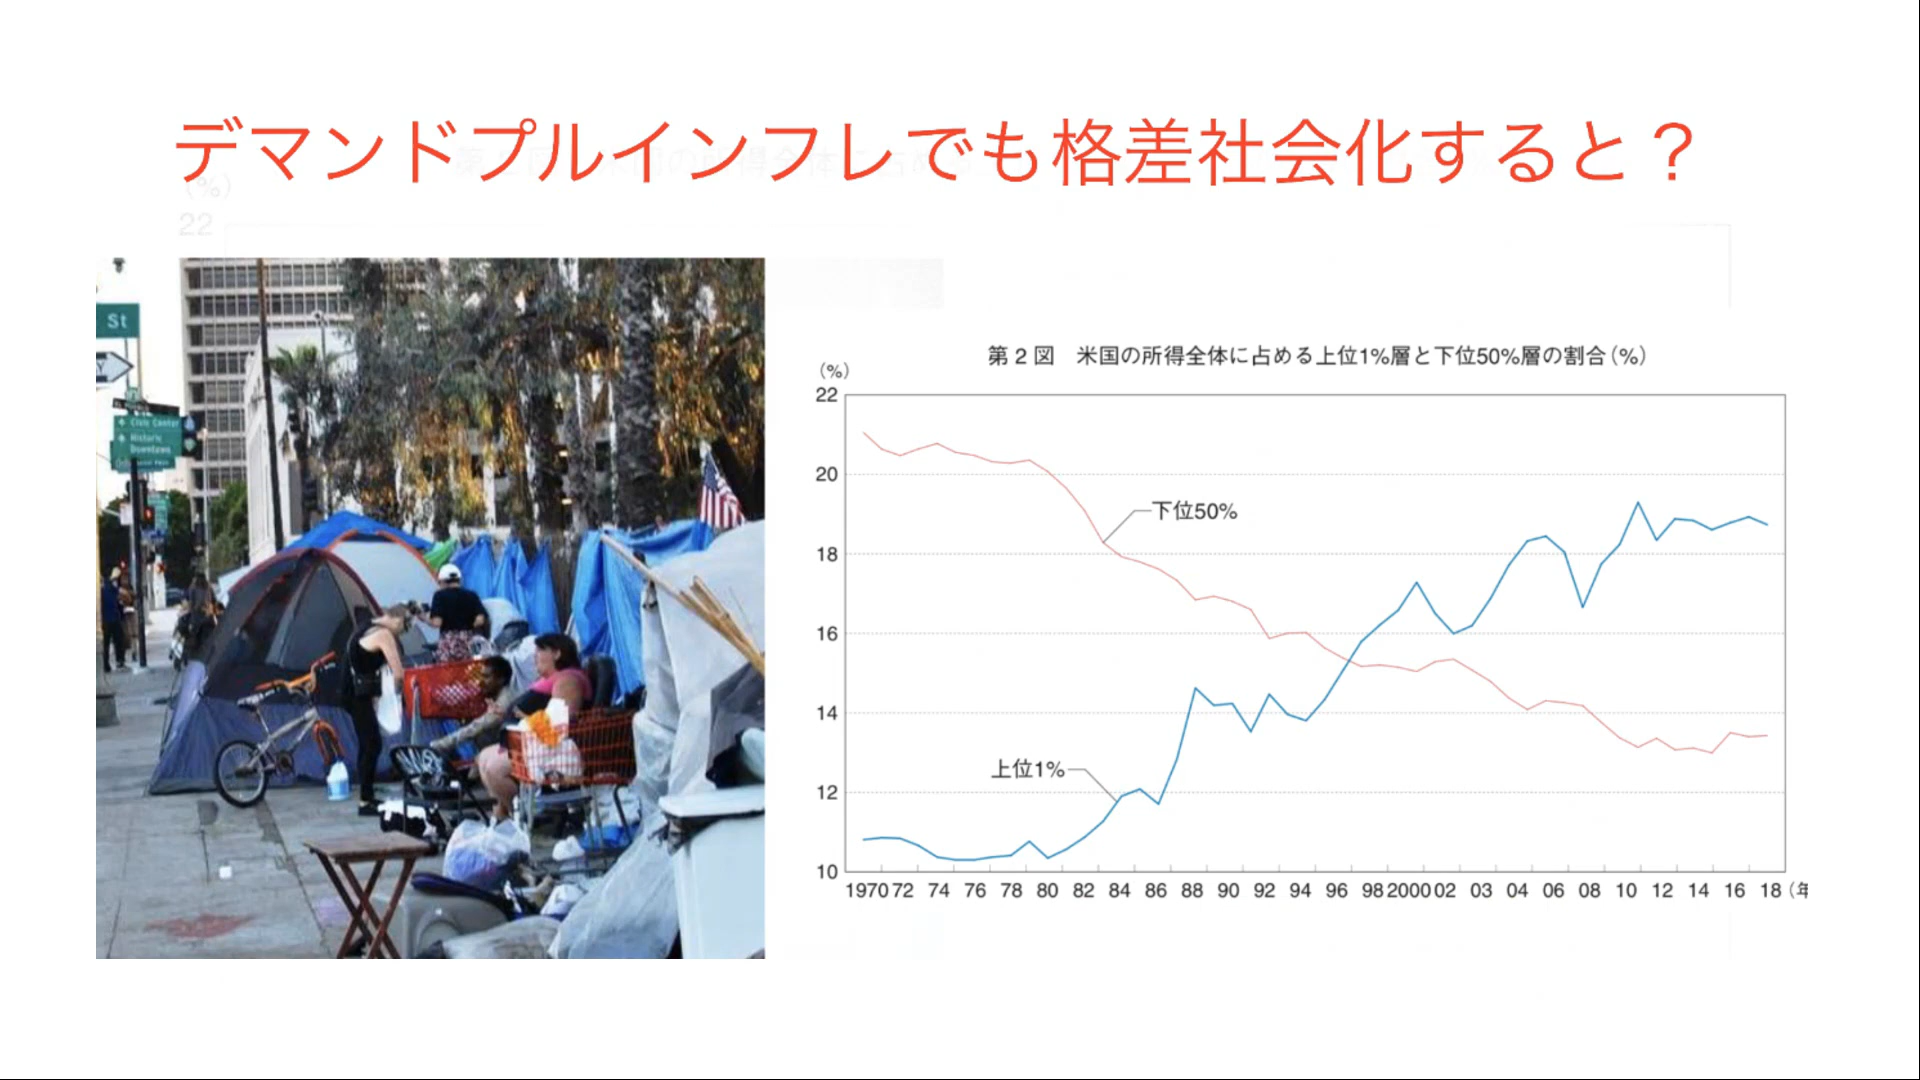 デマンドプルインフレでも格差社会化すると？
St
Civic Center
Historic
Downtown
第2図　米国の所得全体に占める上位1%層と下位50%層の割合(%)
(%)
22
20
18
16
14
12
10
下位50%
上位1%
1970 72 74 76 78 80 82 84 86 88 90 92 94 96 98 2000 02 03 04 06 08 10 12 14 16 18 (年